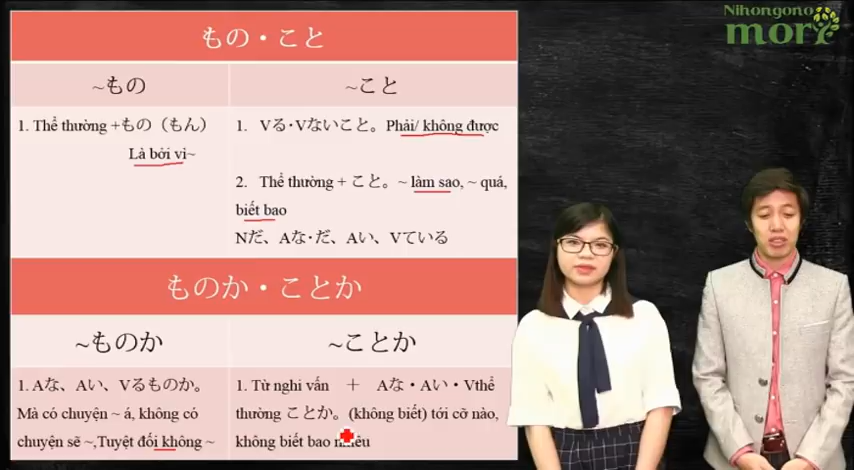 Nihongono
mori
もの・こと
~もの
~こと
1. Thể thường +もの（もん）
Là bởi vì~
1. Vる・Vないこと。Phải/ không được
2. Thể thường + こと。~ làm sao, ~ quá,
biết bao
Nだ、Aな・だ、Aい、Vている
ものか・ことか
~ものか
~ことか
1. Aな、Aい、Vるものか。
Mà có chuyện ~ á, không có
chuyện sẽ ~,Tuyệt đối không ~
1. Từ nghi vấn ＋ Aな・Aい・Vthể
thường ことか。(không biết) tới cỡ nào,
không biết bao nhiêu